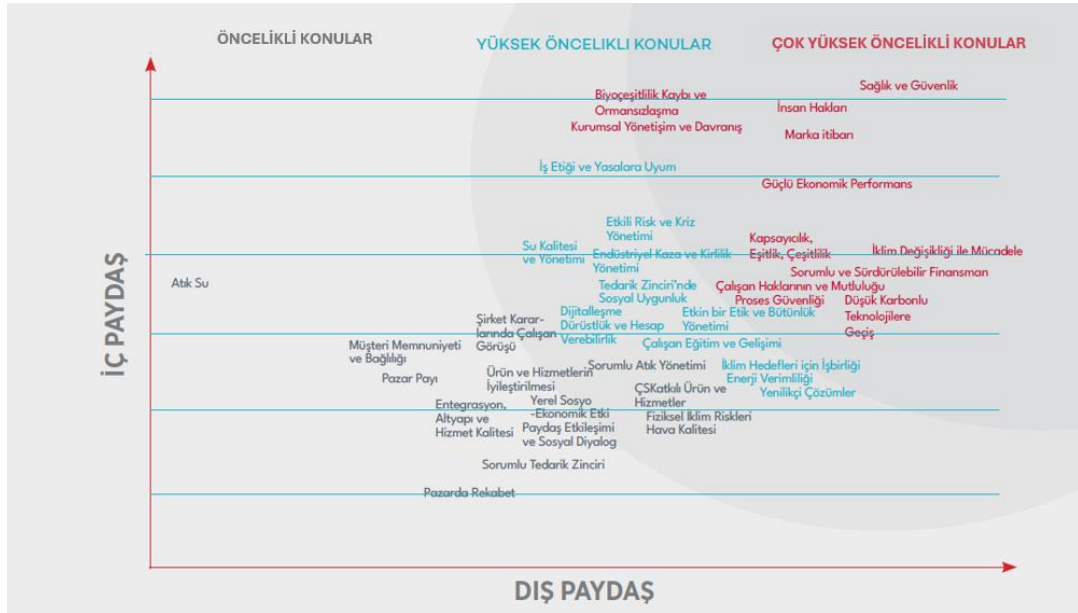 ÖNCELİKLİ KONULAR
YÜKSEK ÖNCELIKLI KONULAR
ÇOK YÜKSEK ÖNCELİKLİ KONULAR
Sağlık ve Güvenlik
Biyoçeşitlilik Kaybı ve
Ormansızlaşma
İnsan Hakları
Kurumsal Yönetişim ve Davranış
Marka itibarı
İş Etiği ve Yasalara Uyum
Güçlü Ekonomik Performans
Etkili Risk ve Kriz
Yönetimi
Su Kalitesi
ve Yönetimi
Endüstriyel Kaza ve Kirlilik
Yönetimi
Kapsayıcılık,
Eşitlik, Çeşitlilik
İklim Değişikliği ile Mücadele
Sorumlu ve Sürdürülebilir Finansman
Atık Su
Tedarik Zinciri'nde
Sosyal Uygunluk
Çalışan Haklarının ve Mutluluğu
Proses Güvenliği
Düşük Karbonlu
Teknolojilere
Geçiş
Şirket Karar-
larında Çalışan
Görüşü
Dijitalleşme
Dürüstlük ve Hesap
Verebilirlik
Etkin bir Etik ve Bütünlük
Yönetimi
Çalışan Eğitim ve Gelişimi
Müşteri Memnuniyeti
ve Bağlılığı
Pazar Payı
Ürün ve Hizmetlerin
İyileştirilmesi
Sorumlu Atık Yönetimi
İklim Hedefleri için İşbirliği
Enerji Verimliliği
Yenilikçi Çözümler
ÇSKatkılı Ürün ve
Hizmetler
Entegrasyon,
Altyapı ve
Hizmet Kalitesi
Yerel Sosyo
-Ekonomik Etki
Paydaş Etkileşimi
ve Sosyal Diyalog
Fiziksel İklim Riskleri
Hava Kalitesi
Sorumlu Tedarik Zinciri
Pazarda Rekabet
İÇ PAYDAŞ
DIŞ PAYDAŞ